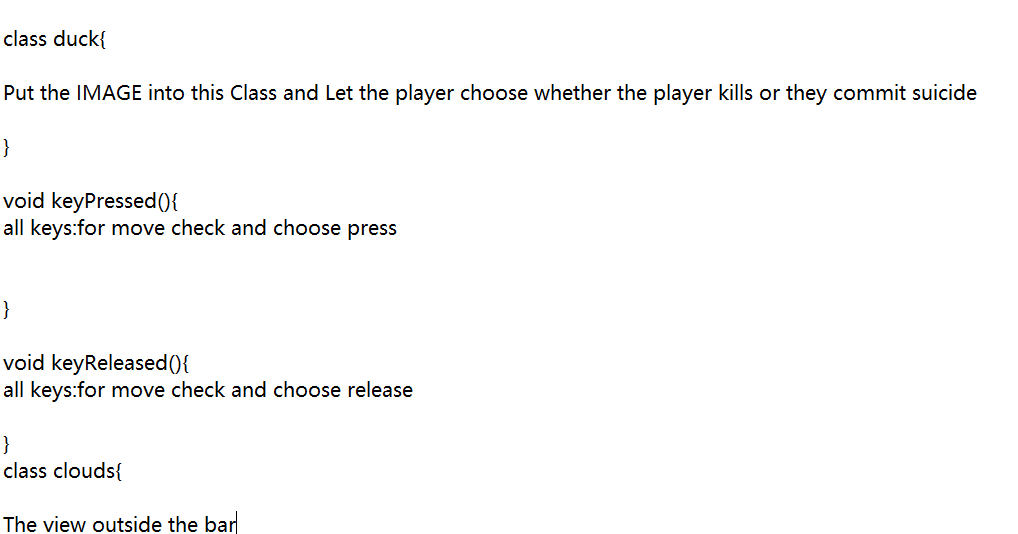 class duck{
Put the IMAGE into this Class and Let the player choose whether the player kills or they commit suicide
}
void keyPressed(){
all keys:for move check and choose press
}
void keyReleased(){
all keys:for move check and choose release
}
class clouds{
The view outside the bar